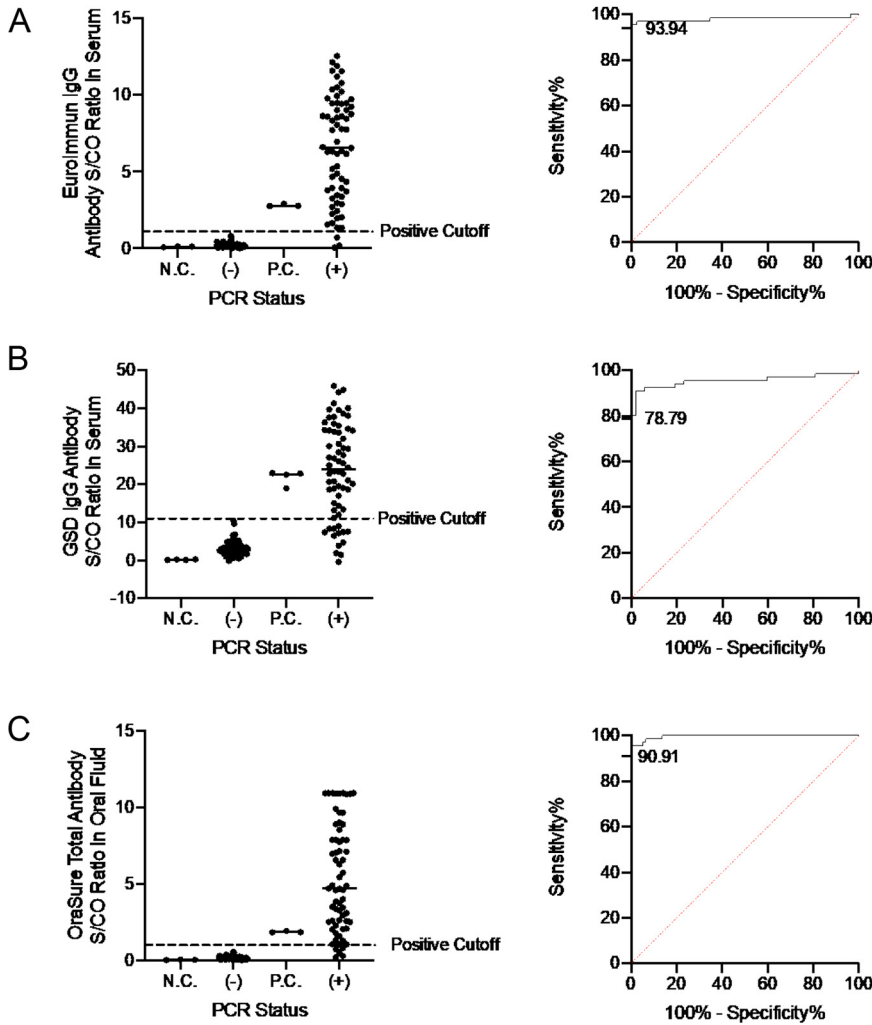 A
EuroImmun IgG
Antibody S/CO Ratio In Serum
15
10
5
0
N.C.
(-)
P.C.
(+)
PCR Status
Positive Cutoff
Sensitivity%
100
80
60
40
20
0
93.94
0
20
40
60
80
100
100% - Specificity%
B
GSD IgG Antibody
S/CO Ratio In Serum
50
40
30
20
10
0
-10
N.C.
(-)
P.C.
(+)
PCR Status
Positive Cutoff
Sensitivity%
100
80
60
40
20
0
78.79
0
20
40
60
80
100
100% - Specificity%
C
OraSure Total Antibody
S/CO Ratio In Oral Fluid
15
10
5
0
N.C.
(-)
P.C.
(+)
PCR Status
Positive Cutoff
Sensitivity%
100
80
60
40
20
0
90.91
0
20
40
60
80
100
100% - Specificity%